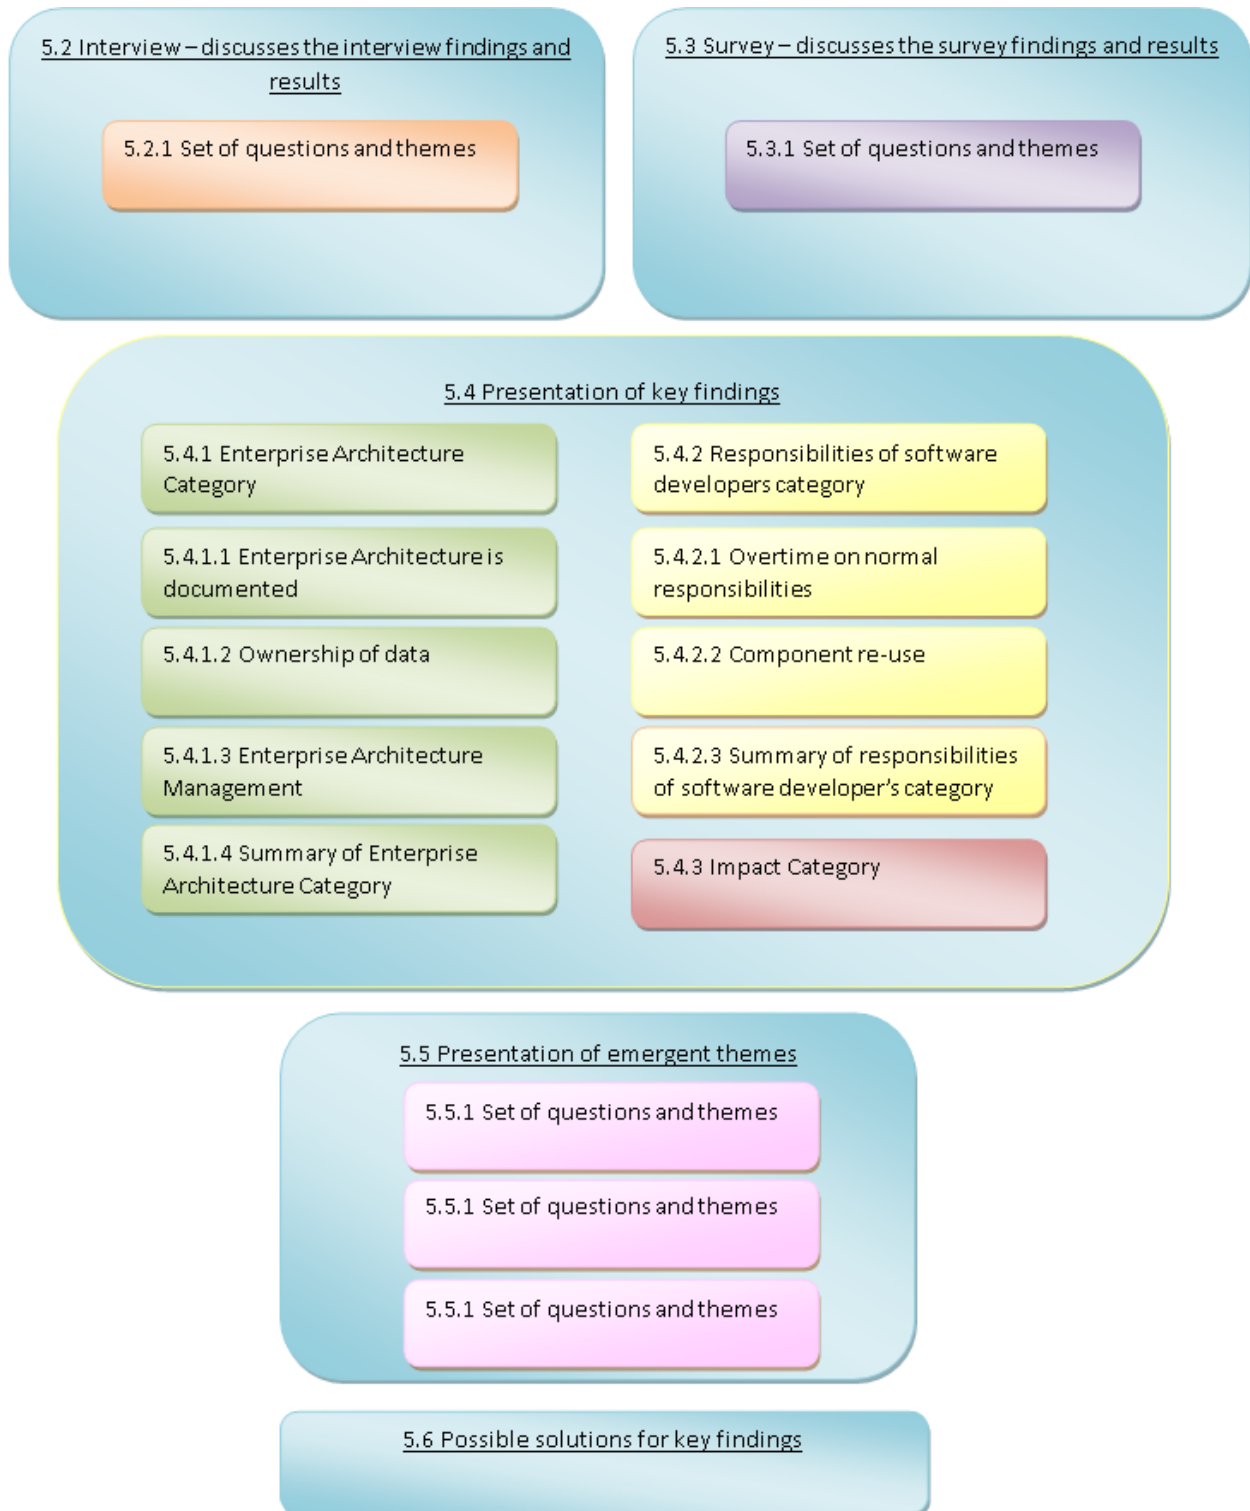 5.2 Interview – discusses the interview findings and
results
5.2.1 Set of questions and themes
5.3 Survey – discusses the survey findings and results
5.3.1 Set of questions and themes
5.4 Presentation of key findings
5.4.1 Enterprise Architecture
Category
5.4.1.1 Enterprise Architecture is
documented
5.4.1.2 Ownership of data
5.4.1.3 Enterprise Architecture
Management
5.4.1.4 Summary of Enterprise
Architecture Category
5.4.2 Responsibilities of software
developers category
5.4.2.1 Overtime on normal
responsibilities
5.4.2.2 Component re-use
5.4.2.3 Summary of responsibilities
of software developer’s category
5.4.3 Impact Category
5.5 Presentation of emergent themes
5.5.1 Set of questions and themes
5.5.1 Set of questions and themes
5.5.1 Set of questions and themes
5.6 Possible solutions for key findings